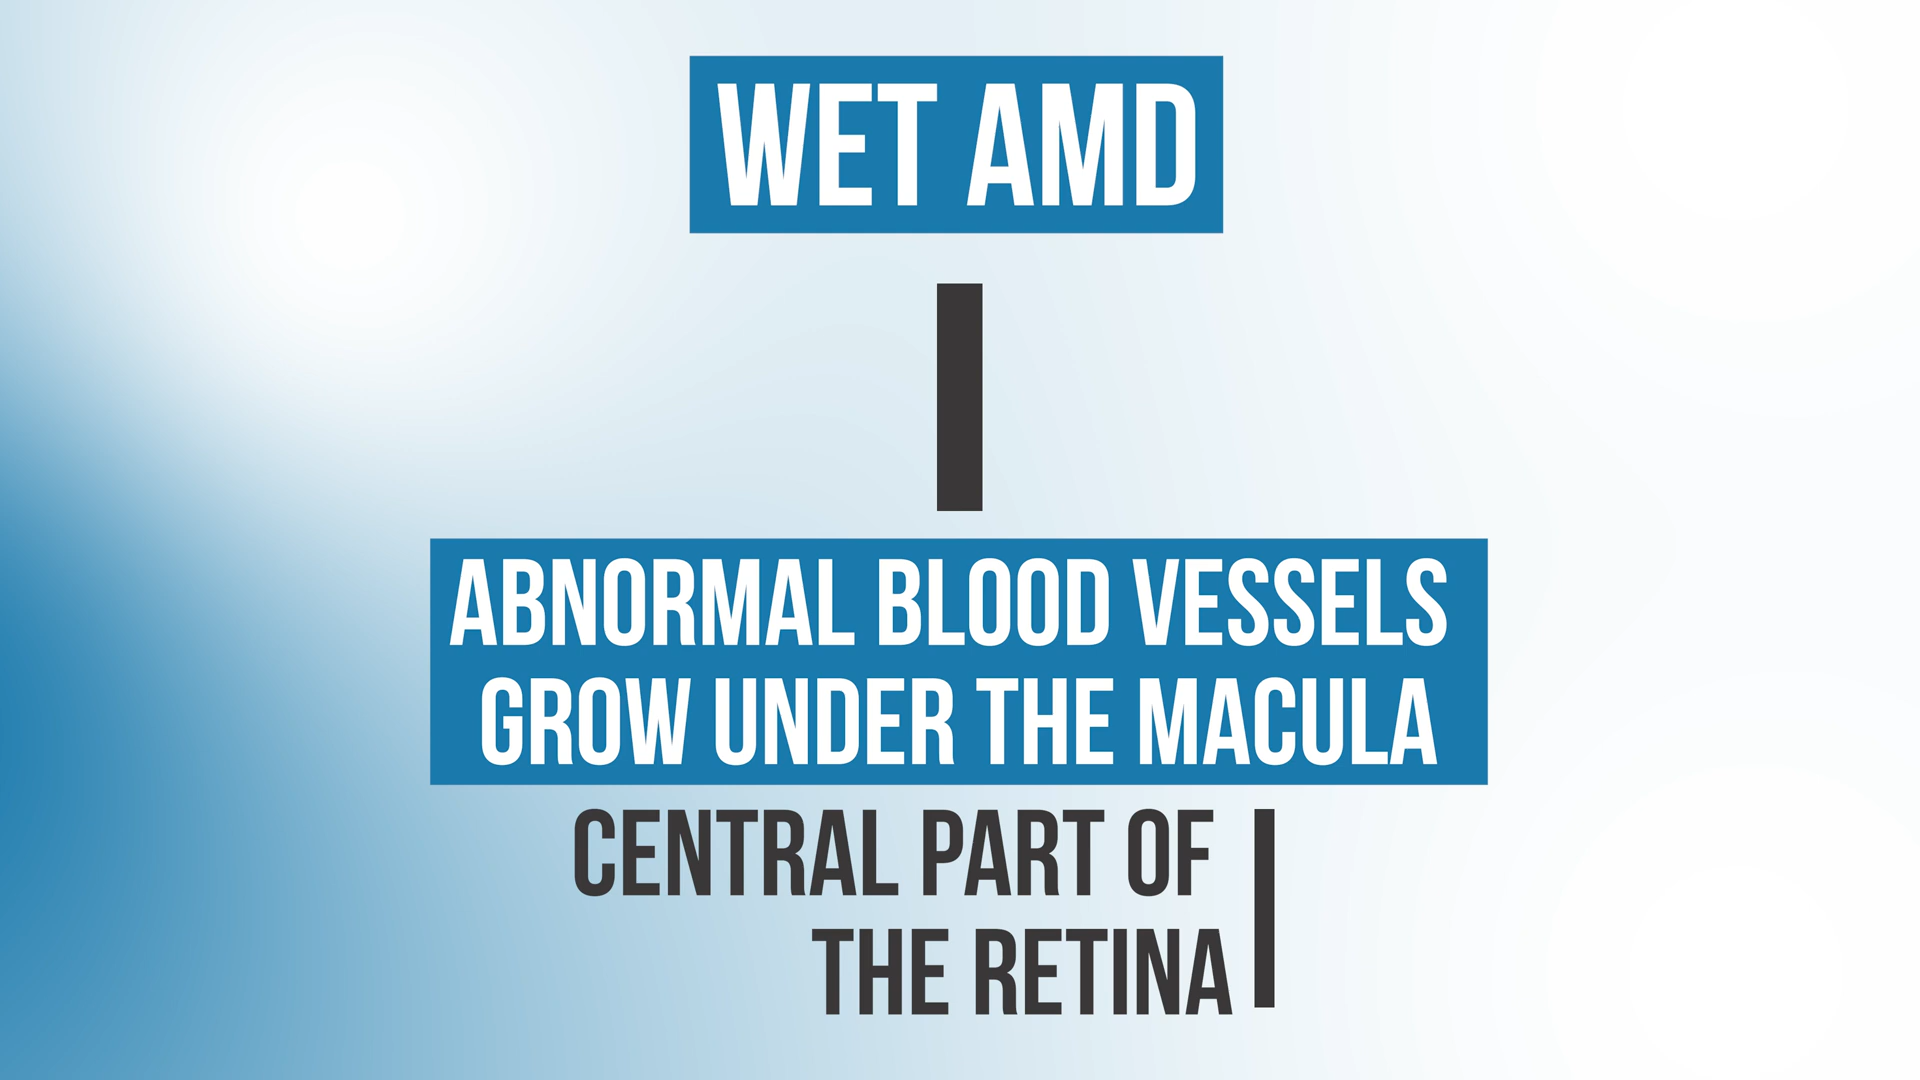 WET AMD
ABNORMAL BLOOD VESSELS
GROW UNDER THE MACULA
CENTRAL PART OF
THE RETINA